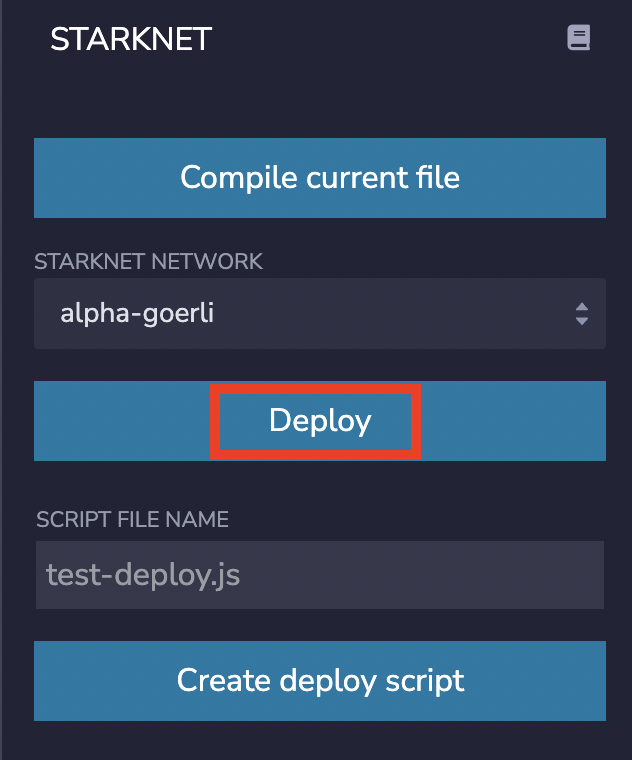 STARKNET
Compile current file
STARKNET NETWORK
alpha-goerli
Deploy
SCRIPT FILE NAME
test-deploy.js
Create deploy script